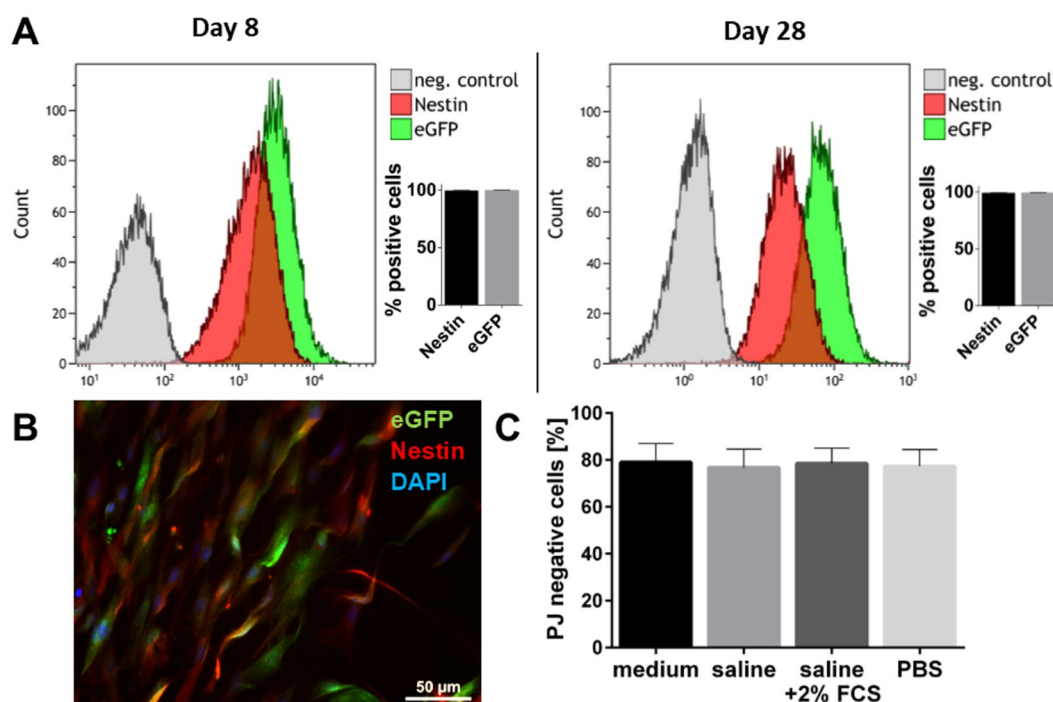 A
Day 8
Day 28
neg. control
Nestin
eGFP
Count
100
80
60
40
20
0
10¹
10²
10³
10⁴
% positive cells
100
50
0
Nestin
eGFP
neg. control
Nestin
eGFP
Count
100
80
60
40
20
0
10⁰
10¹
10²
10³
% positive cells
100
50
0
Nestin
eGFP
B
eGFP
Nestin
DAPI
50 µm
C
PJ negative cells [%]
100
80
60
40
20
0
medium
saline
saline
+2% FCS
PBS